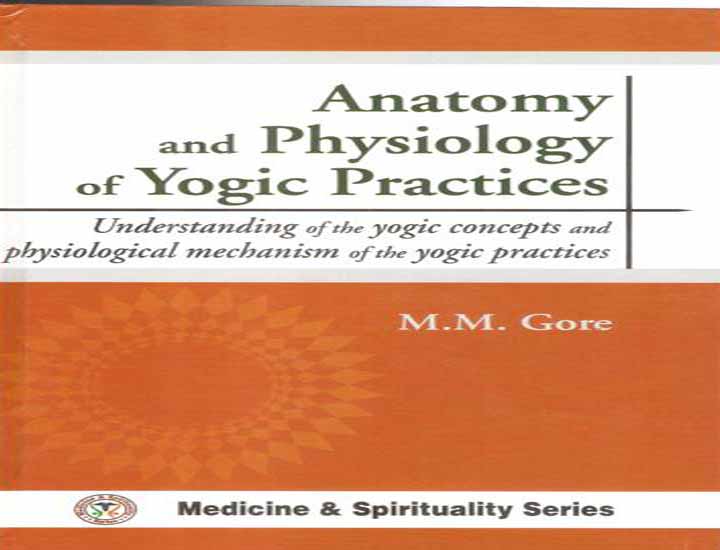 Anatomy
and Physiology
of Yogic Practices
Understanding of the yogic concepts and
physiological mechanism of the yogic practices
M.M. Gore
Medicine & Spirituality Series